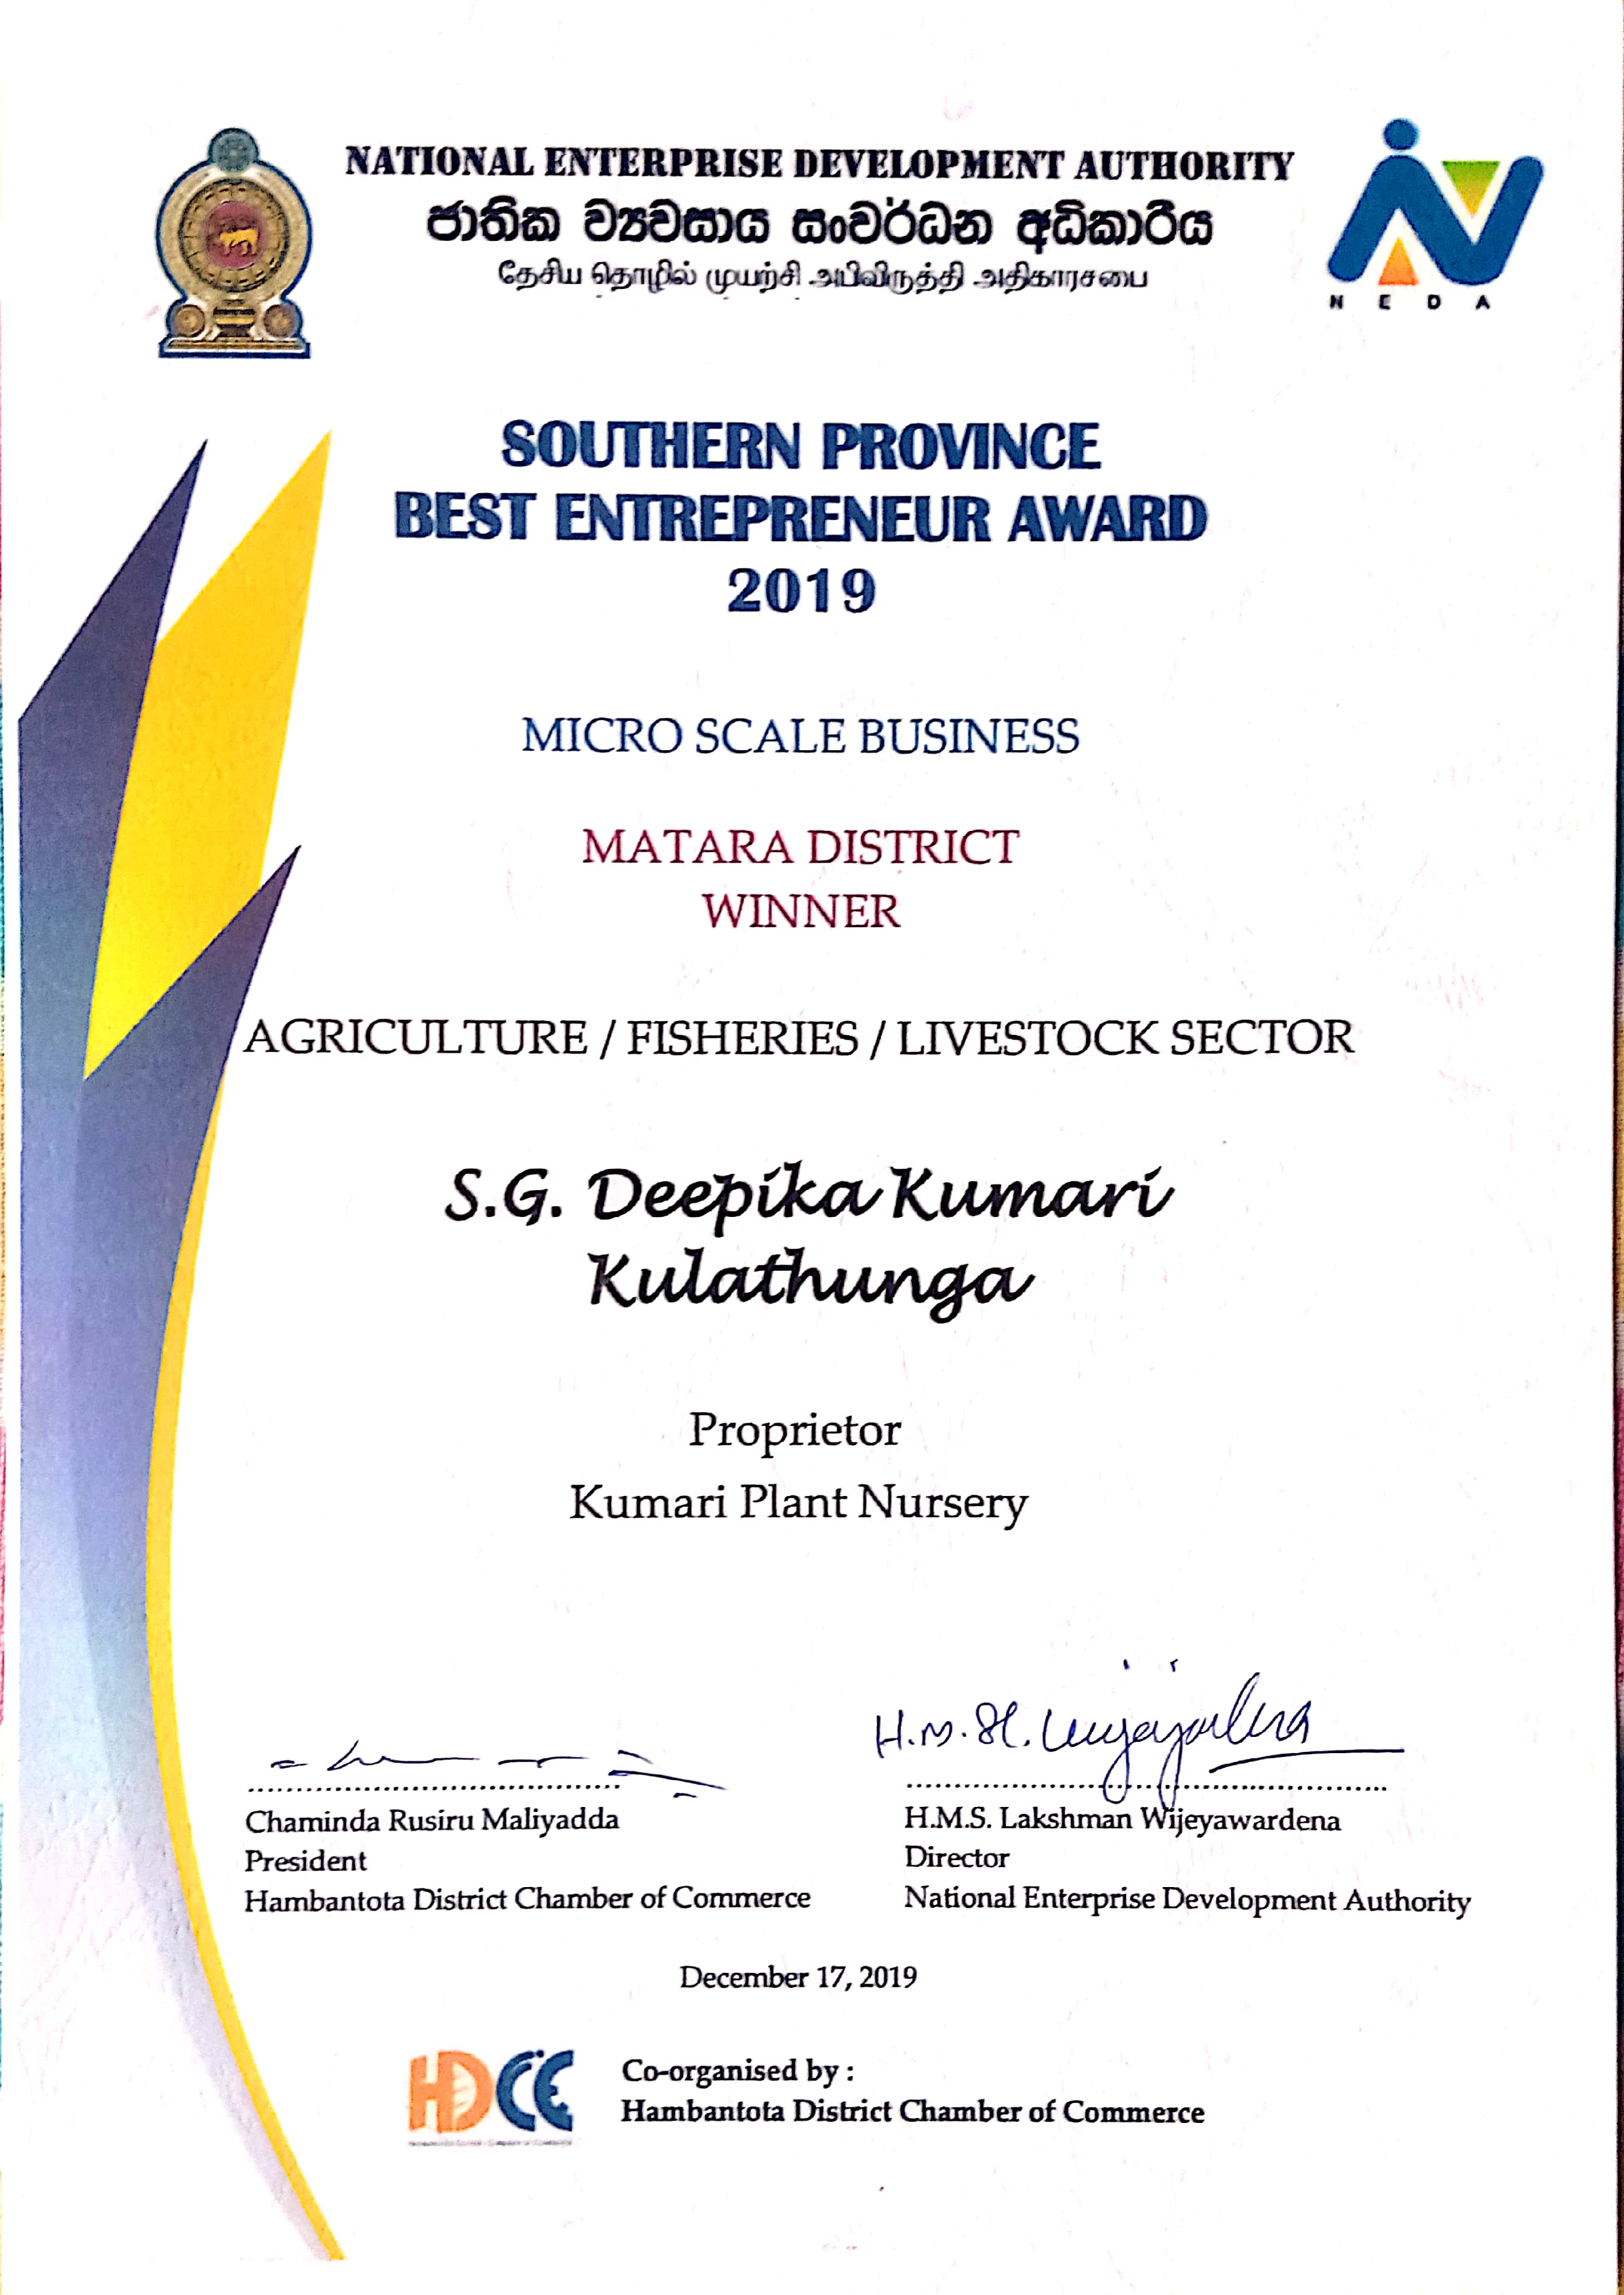 NATIONAL ENTERPRISE DEVELOPMENT AUTHORITY
ජාතික ව්‍යවසාය සංවර්ධන අධිකාරිය
தேசிய தொழில் முயற்சி அபிவிருத்தி அதிகாரசபை
N E D A
SOUTHERN PROVINCE
BEST ENTREPRENEUR AWARD
2019
MICRO SCALE BUSINESS
MATARA DISTRICT
WINNER
AGRICULTURE / FISHERIES / LIVESTOCK SECTOR
S.G. Deepika Kumari
Kulathunga
Proprietor
Kumari Plant Nursery
Chaminda Rusiru Maliyadda
President
Hambantota District Chamber of Commerce
H.M.S. Lakshman Wijeyawardena
Director
National Enterprise Development Authority
December 17, 2019
HDCC
Co-organised by :
Hambantota District Chamber of Commerce